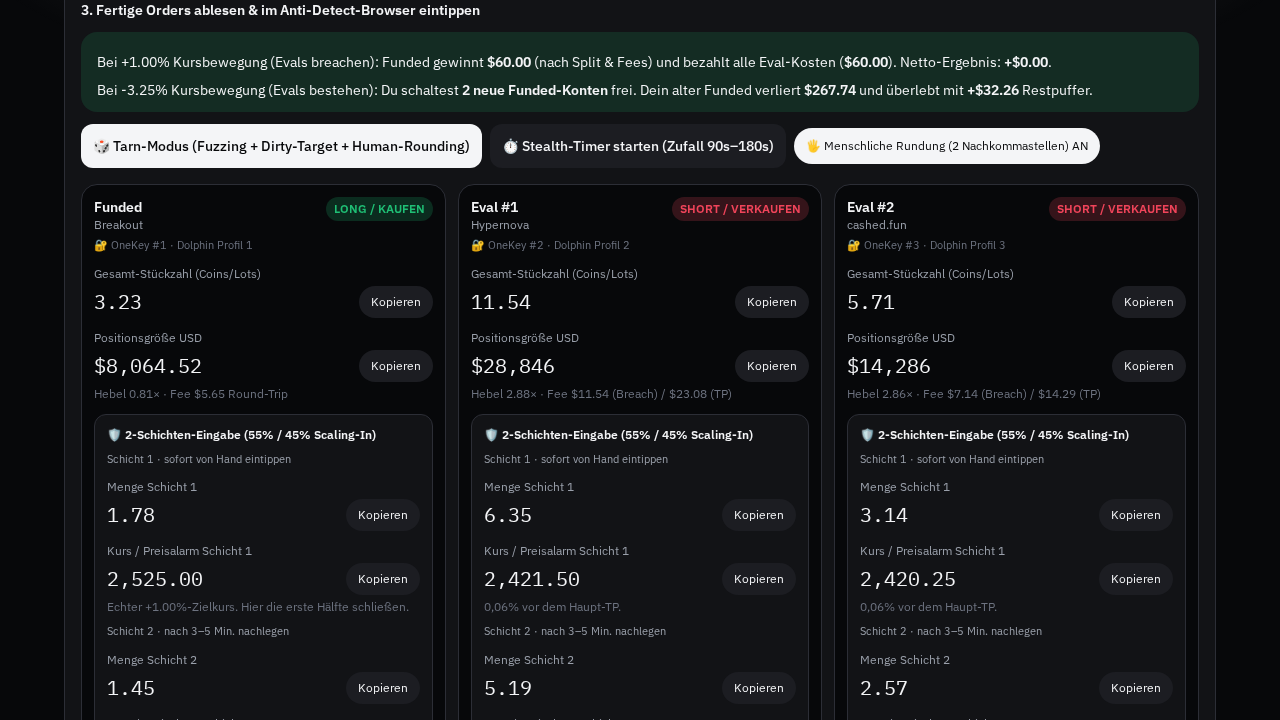 3. Fertige Orders ablesen & im Anti-Detect-Browser eintippen
Bei +1.00% Kursbewegung (Evals breachen): Funded gewinnt $60.00 (nach Split & Fees) und bezahlt alle Eval-Kosten ($60.00). Netto-Ergebnis: +$0.00.
Bei -3.25% Kursbewegung (Evals bestehen): Du schaltest 2 neue Funded-Konten frei. Dein alter Funded verliert $267.74 und überlebt mit +$32.26 Restpuffer.
🎲 Tarn-Modus (Fuzzing + Dirty-Target + Human-Rounding)
⏱️ Stealth-Timer starten (Zufall 90s–180s)
🖐️ Menschliche Rundung (2 Nachkommastellen) AN
Funded
LONG / KAUFEN
Breakout
🔐 OneKey #1 · Dolphin Profil 1
Gesamt-Stückzahl (Coins/Lots)
3.23
Kopieren
Positionsgröße USD
$8,064.52
Kopieren
Hebel 0.81× · Fee $5.65 Round-Trip
🛡️ 2-Schichten-Eingabe (55% / 45% Scaling-In)
Schicht 1 · sofort von Hand eintippen
Menge Schicht 1
1.78
Kopieren
Kurs / Preisalarm Schicht 1
2,525.00
Kopieren
Echter +1.00%-Zielkurs. Hier die erste Hälfte schließen.
Schicht 2 · nach 3–5 Min. nachlegen
Menge Schicht 2
1.45
Kopieren
Eval #1
SHORT / VERKAUFEN
Hypernova
🔐 OneKey #2 · Dolphin Profil 2
Gesamt-Stückzahl (Coins/Lots)
11.54
Kopieren
Positionsgröße USD
$28,846
Kopieren
Hebel 2.88× · Fee $11.54 (Breach) / $23.08 (TP)
🛡️ 2-Schichten-Eingabe (55% / 45% Scaling-In)
Schicht 1 · sofort von Hand eintippen
Menge Schicht 1
6.35
Kopieren
Kurs / Preisalarm Schicht 1
2,421.50
Kopieren
0,06% vor dem Haupt-TP.
Schicht 2 · nach 3–5 Min. nachlegen
Menge Schicht 2
5.19
Kopieren
Eval #2
SHORT / VERKAUFEN
cashed.fun
🔐 OneKey #3 · Dolphin Profil 3
Gesamt-Stückzahl (Coins/Lots)
5.71
Kopieren
Positionsgröße USD
$14,286
Kopieren
Hebel 2.86× · Fee $7.14 (Breach) / $14.29 (TP)
🛡️ 2-Schichten-Eingabe (55% / 45% Scaling-In)
Schicht 1 · sofort von Hand eintippen
Menge Schicht 1
3.14
Kopieren
Kurs / Preisalarm Schicht 1
2,420.25
Kopieren
0,06% vor dem Haupt-TP.
Schicht 2 · nach 3–5 Min. nachlegen
Menge Schicht 2
2.57
Kopieren